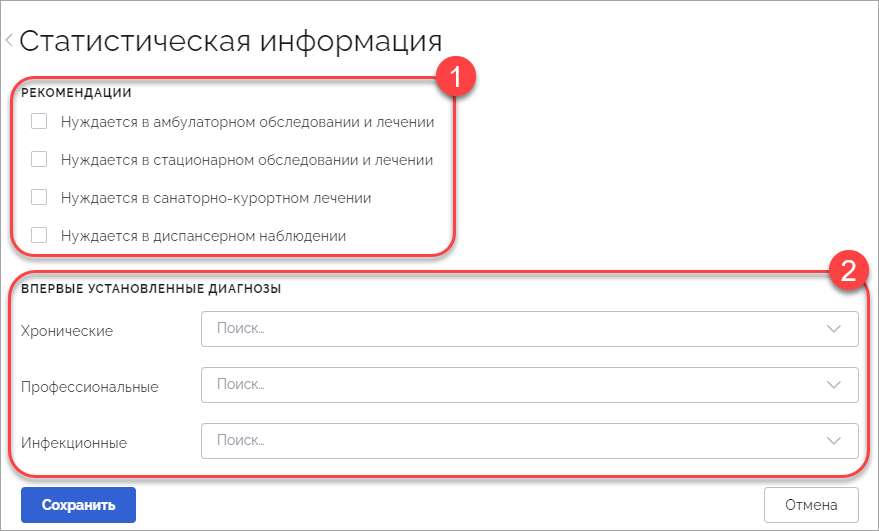 Статистическая информация
1
РЕКОМЕНДАЦИИ
Нуждается в амбулаторном обследовании и лечении
Нуждается в стационарном обследовании и лечении
Нуждается в санаторно-курортном лечении
Нуждается в диспансерном наблюдении
2
ВПЕРВЫЕ УСТАНОВЛЕННЫЕ ДИАГНОЗЫ
Хронические Поиск...
Профессиональные Поиск...
Инфекционные Поиск...
Сохранить Отмена